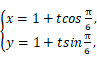 {x = 1 + tcos π/6,
y = 1 + tsin π/6,